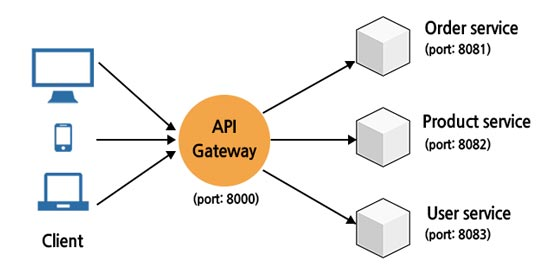 Order service
(port: 8081)
API
Gateway
(port: 8000)
Product service
(port: 8082)
User service
(port: 8083)
Client